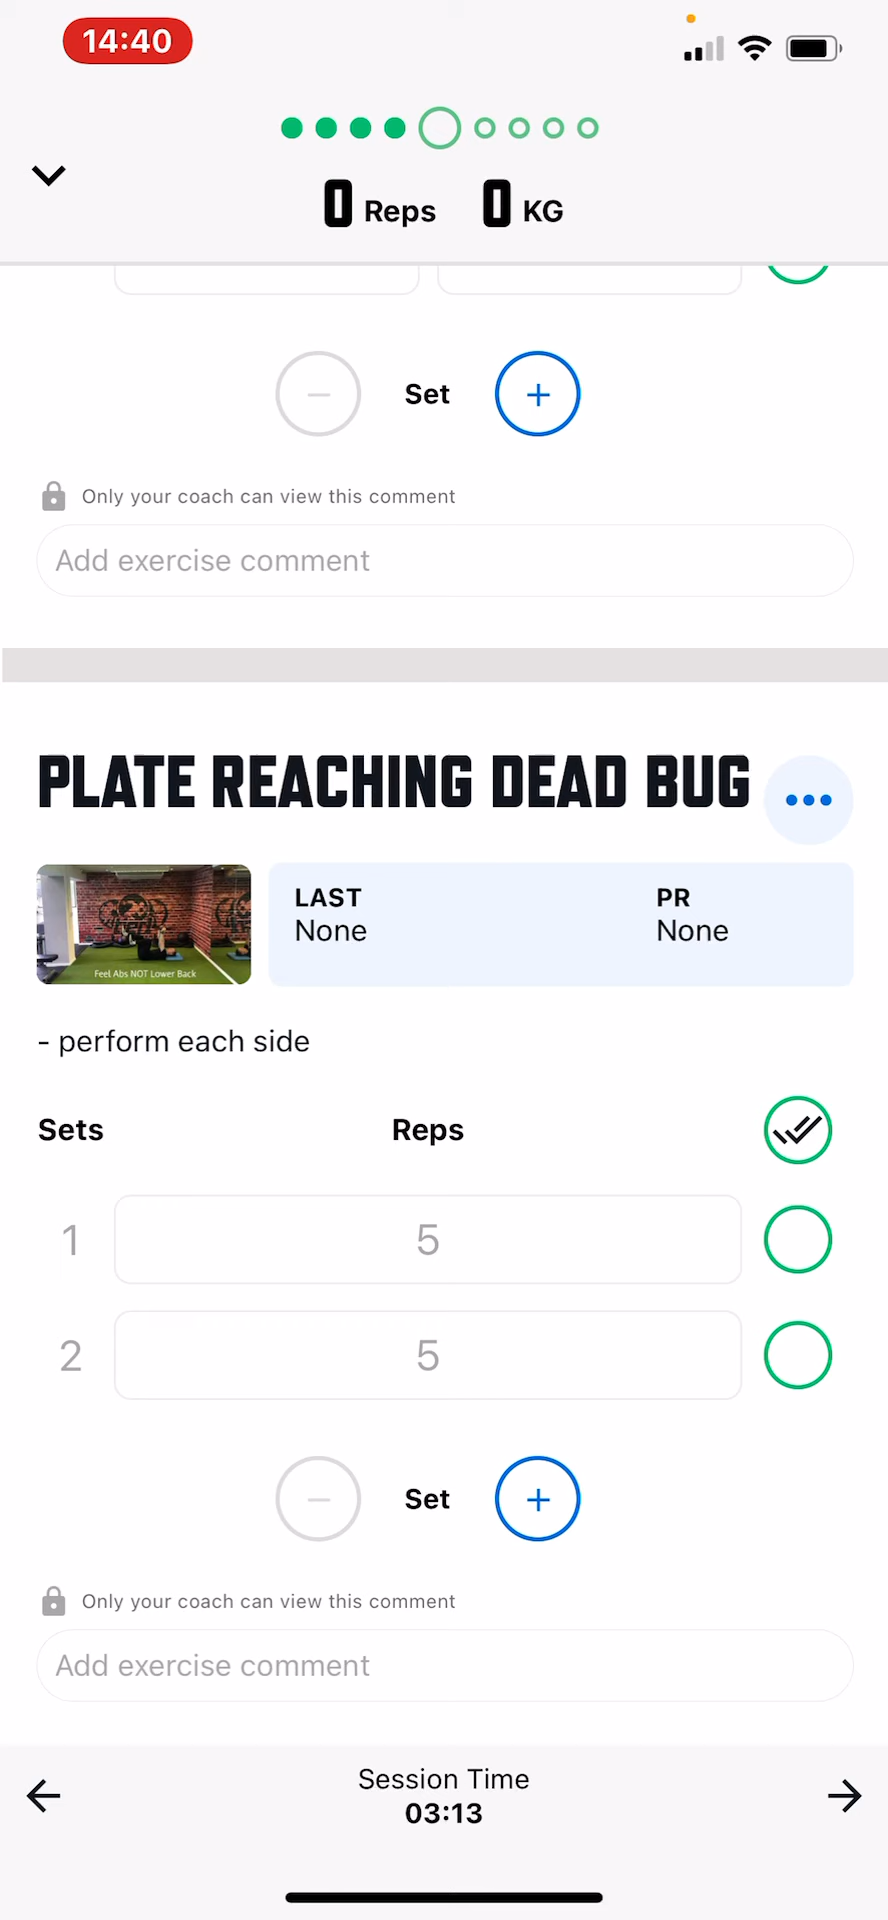 14:40
0 Reps 0 KG
Set
Only your coach can view this comment
Add exercise comment
PLATE REACHING DEAD BUG
LAST PR
None None
Feel Abs NOT Lower Back
- perform each side
Sets Reps
1 5
2 5
Set
Only your coach can view this comment
Add exercise comment
Session Time
03:13